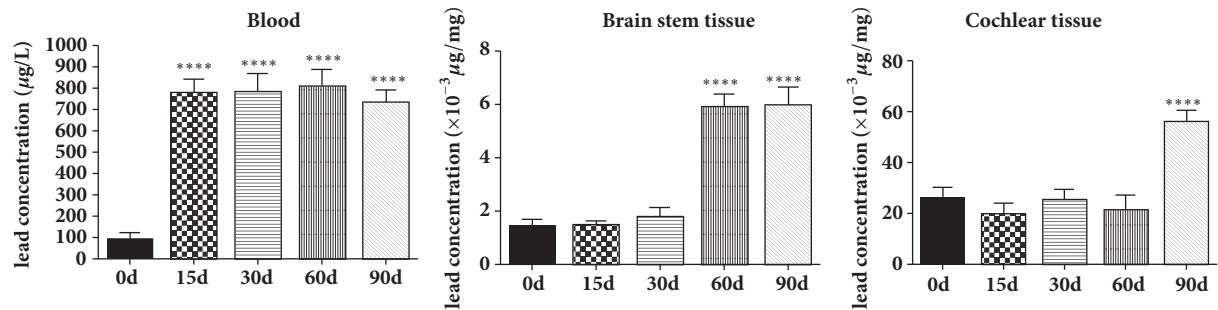 Blood
lead concentration (μg/L)
1000
900
800
700
600
500
400
300
200
100
0
****
****
****
****
0d
15d
30d
60d
90d
Brain stem tissue
lead concentration (×10⁻³ μg/mg)
8
6
4
2
0
****
****
0d
15d
30d
60d
90d
Cochlear tissue
lead concentration (×10⁻³ μg/mg)
80
60
40
20
0
****
0d
15d
30d
60d
90d